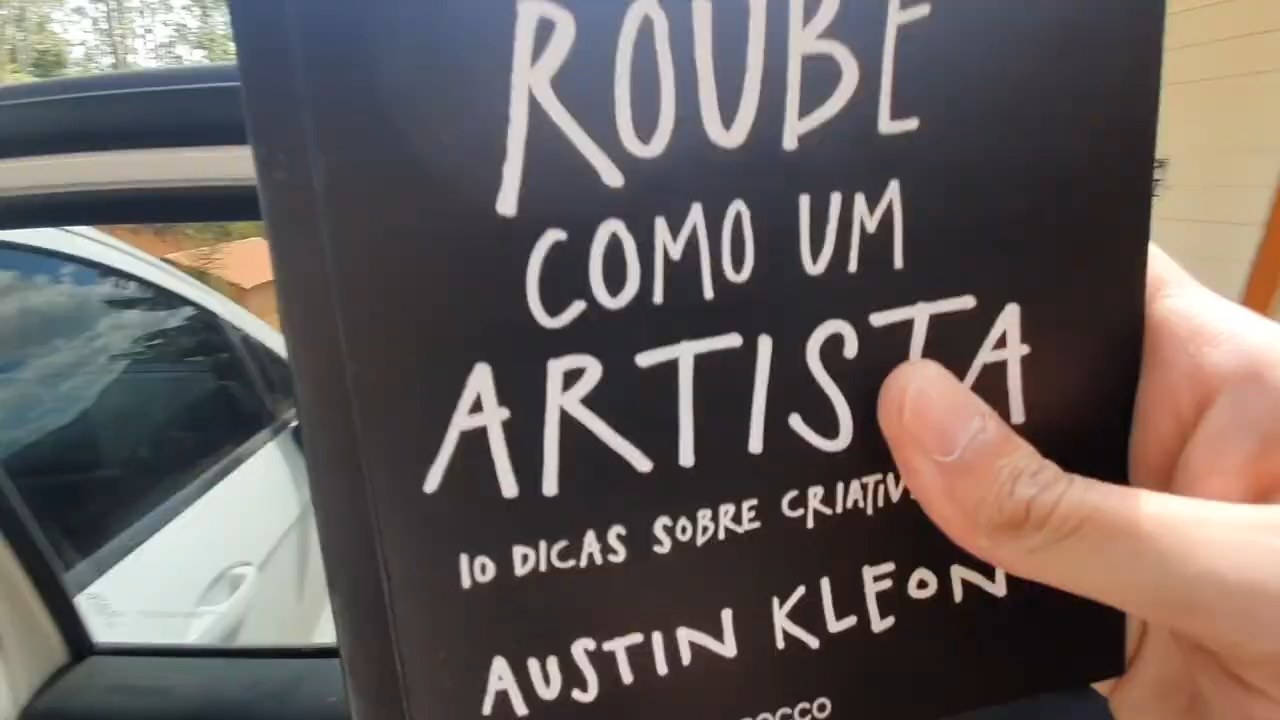 ROUBE
COMO UM
ARTISTA
10 DICAS SOBRE
AUSTIN KLEON